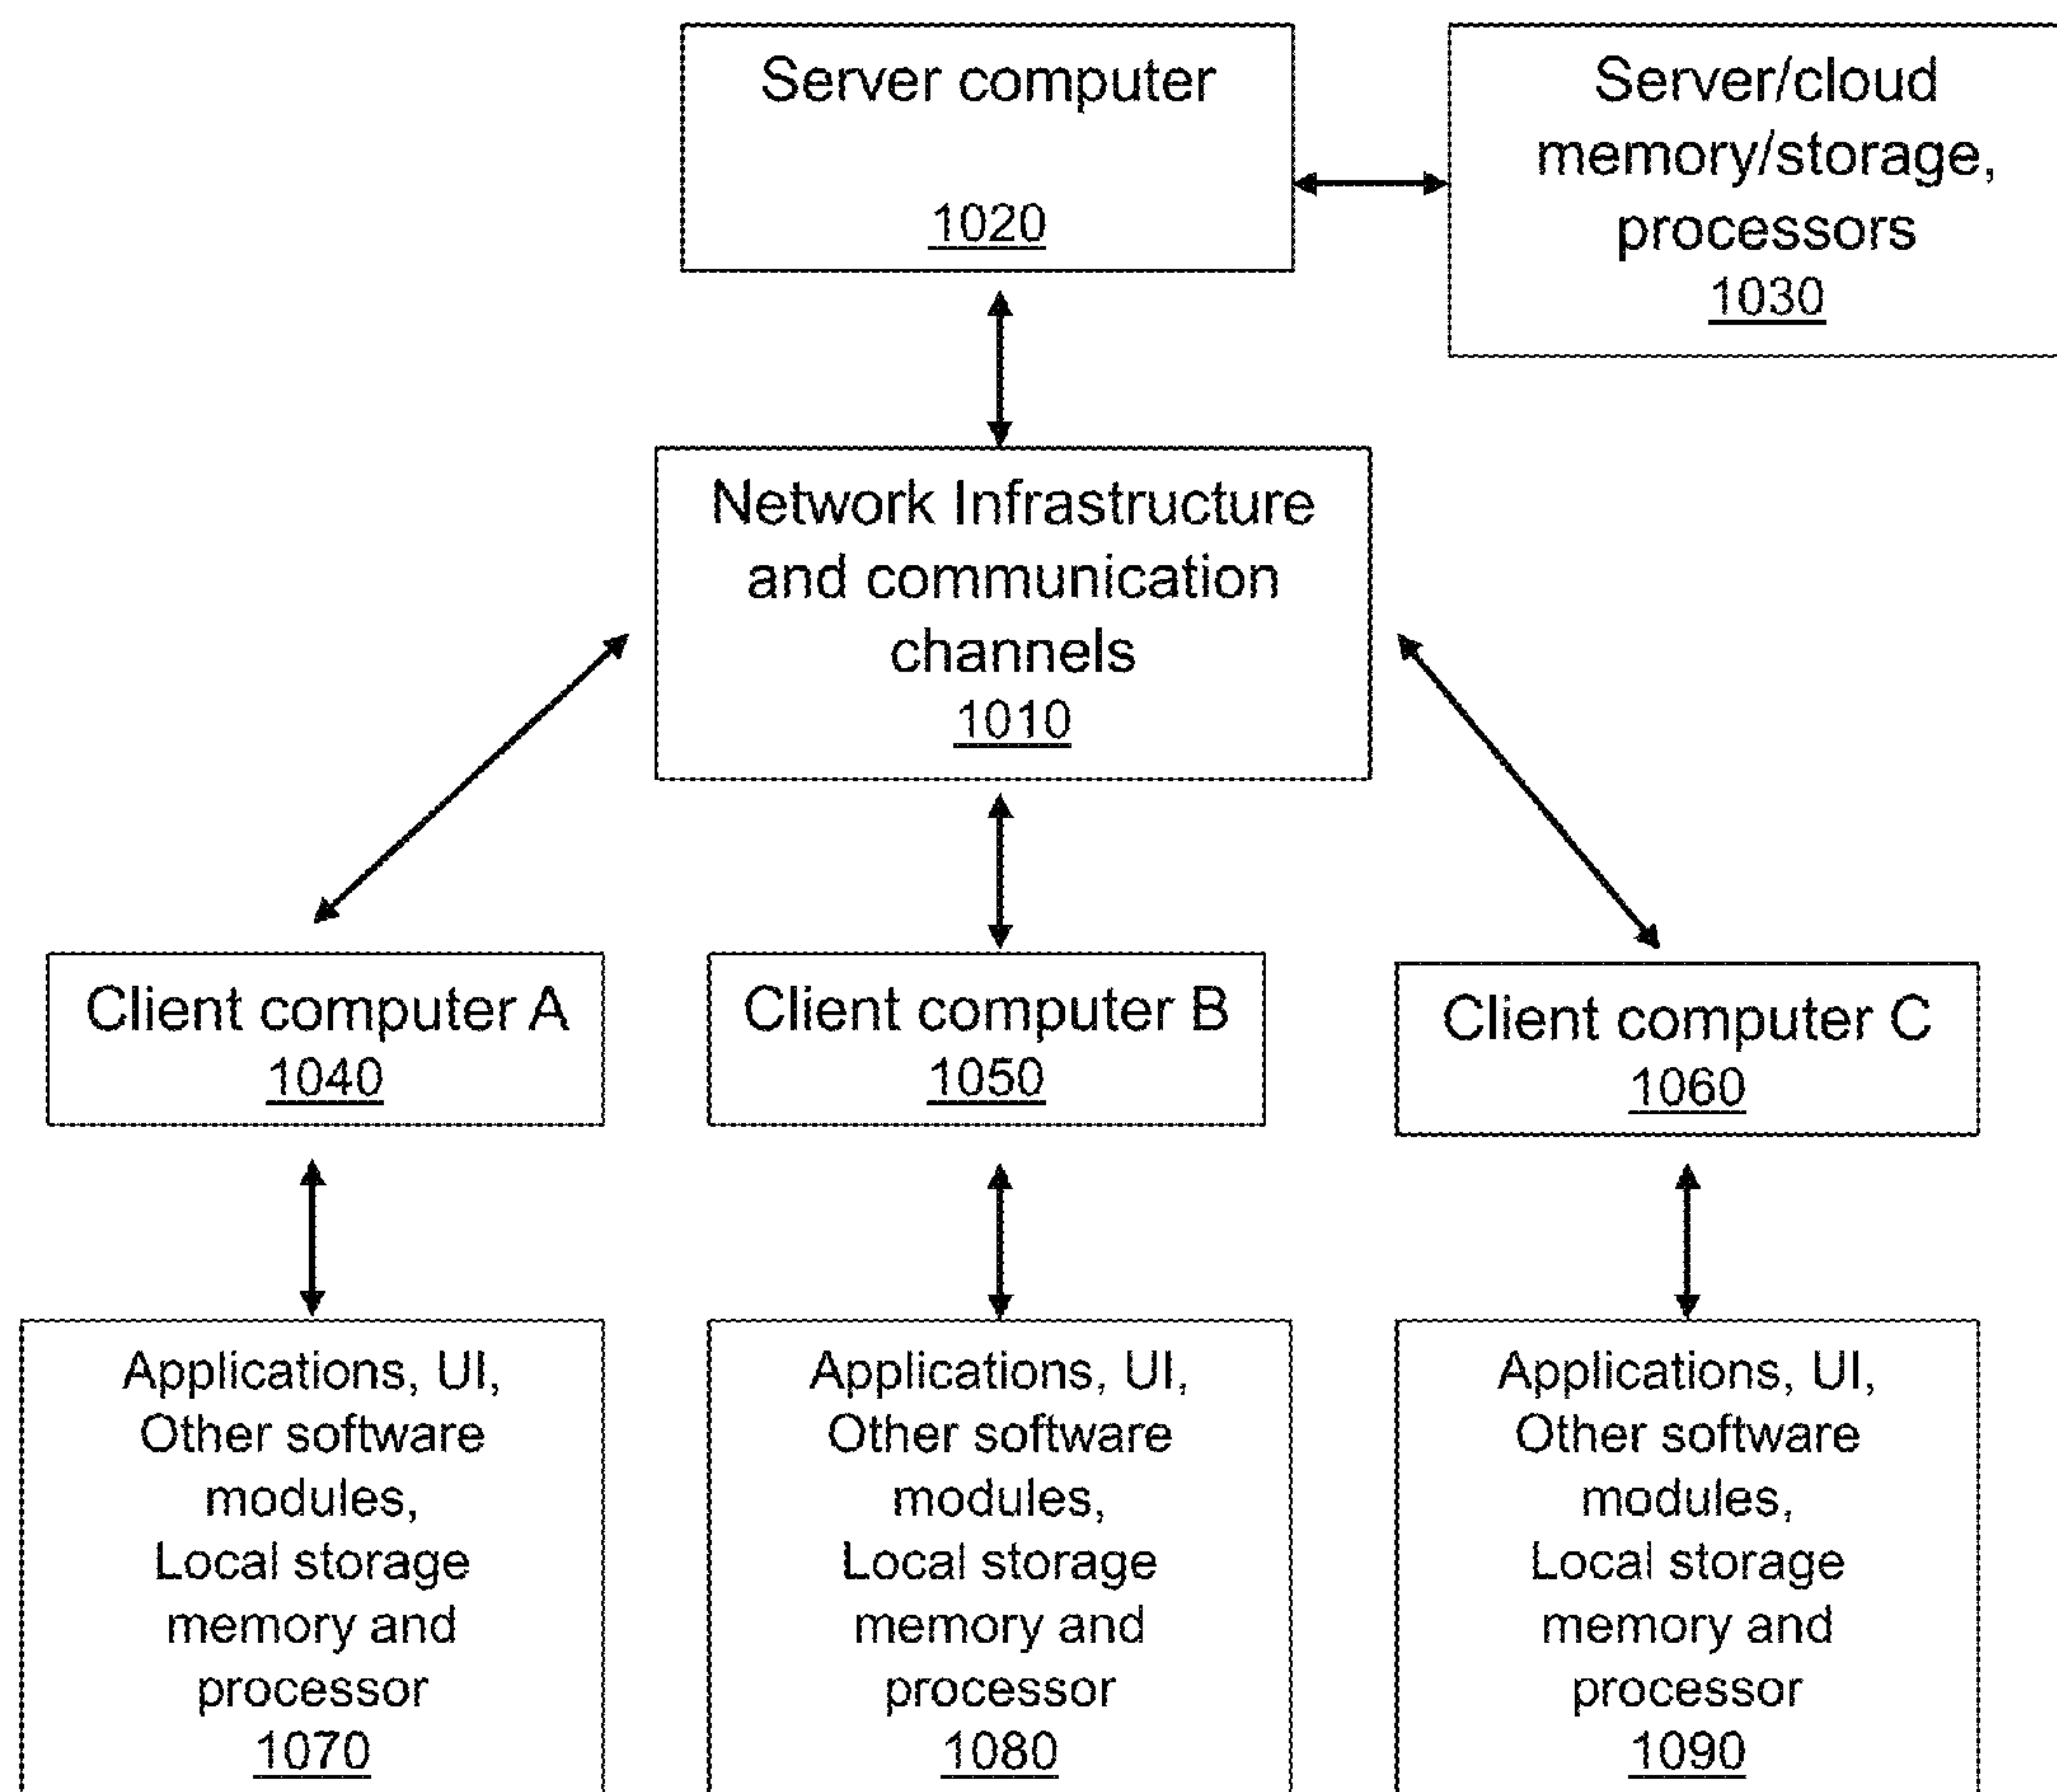 Server computer
1020
Server/cloud
memory/storage,
processors
1030
Network Infrastructure
and communication
channels
1010
Client computer A
1040
Client computer B
1050
Client computer C
1060
Applications, UI,
Other software
modules,
Local storage
memory and
processor
1070
Applications, UI,
Other software
modules,
Local storage
memory and
processor
1080
Applications, UI,
Other software
modules,
Local storage
memory and
processor
1090